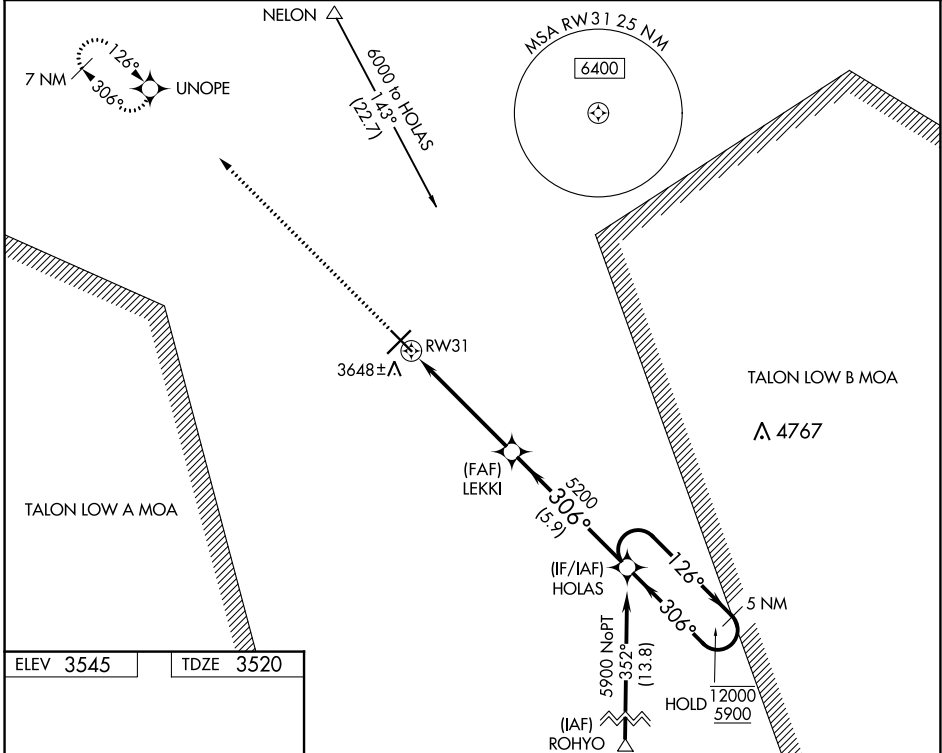 NELON
MSA RW31 25 NM
6400
126°
7 NM
306°
UNOPE
6000 to HOLAS
143°
(22.7)
RW31
3648±
TALON LOW B MOA
4767
(FAF)
LEKKI
5200
306°
(5.9)
TALON LOW A MOA
(IF/IAF)
HOLAS
126°
306°
5 NM
5900 NoPT
352°
(13.8)
HOLD
12000
5900
(IAF)
ROHYO
ELEV 3545
TDZE 3520